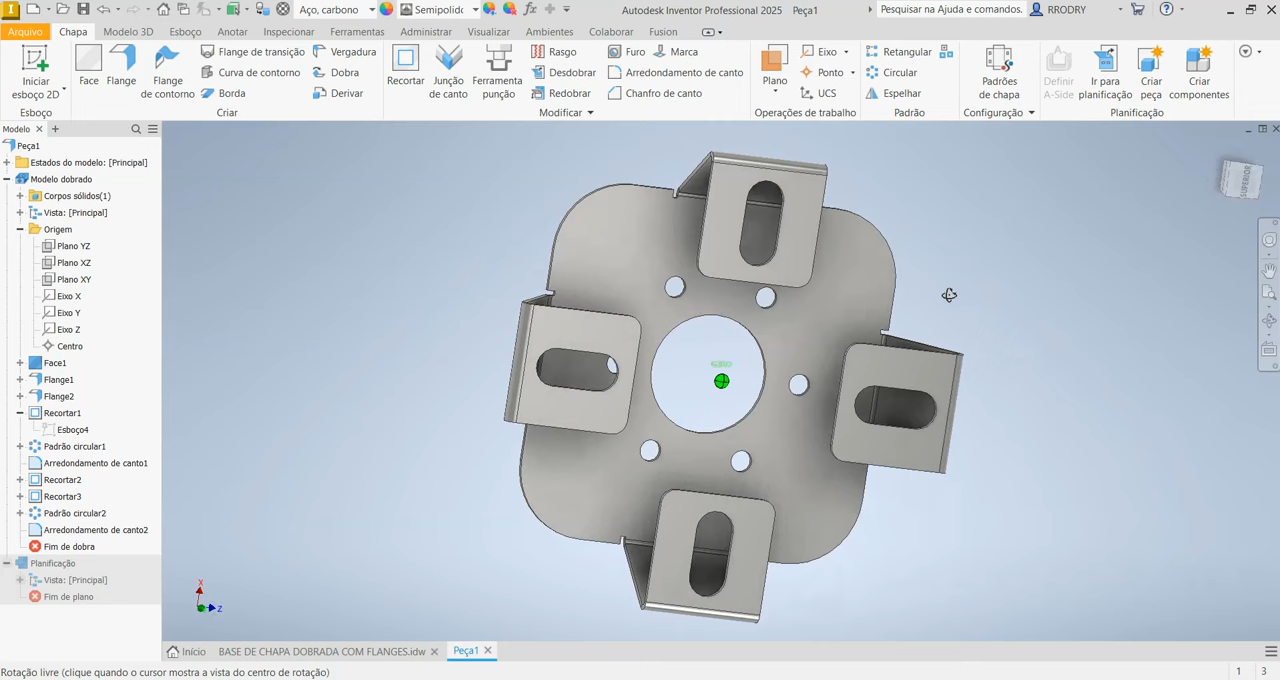 Aço, carbono
Semipolido
Autodesk Inventor Professional 2025 Peça1
Pesquisar na Ajuda e comandos.
RRODRY
Arquivo Chapa Modelo 3D Esboço Anotar Inspecionar Ferramentas Administrar Visualizar Ambientes Colaborar Fusion
Iniciar
esboço 2D
Esboço
Face
Flange
Flange
de contorno
Flange de transição
Curva de contorno
Borda
Vergadura
Dobra
Derivar
Criar
Recortar
Junção
de canto
Ferramenta
punção
Rasgo
Desdobrar
Redobrar
Furo
Marca
Arredondamento de canto
Chanfro de canto
Modificar
Plano
Eixo
Ponto
UCS
Operações de trabalho
Retangular
Circular
Espelhar
Padrão
Padrões
de chapa
Configuração
Definir
A-Side
Ir para
planificação
Criar
peça
Criar
componentes
Planificação
Modelo
Peça1
Estados do modelo: [Principal]
Modelo dobrado
Corpos sólidos(1)
Vista: [Principal]
Origem
Plano YZ
Plano XZ
Plano XY
Eixo X
Eixo Y
Eixo Z
Centro
Face1
Flange1
Flange2
Recortar1
Esboço4
Padrão circular1
Arredondamento de canto1
Recortar2
Recortar3
Padrão circular2
Arredondamento de canto2
Fim de dobra
Planificação
Vista: [Principal]
Fim de plano
SUPERIOR
X
Z
Início
BASE DE CHAPA DOBRADA COM FLANGES.idw
Peça1
Rotação livre (clique quando o cursor mostra a vista do centro de rotação)
1 3